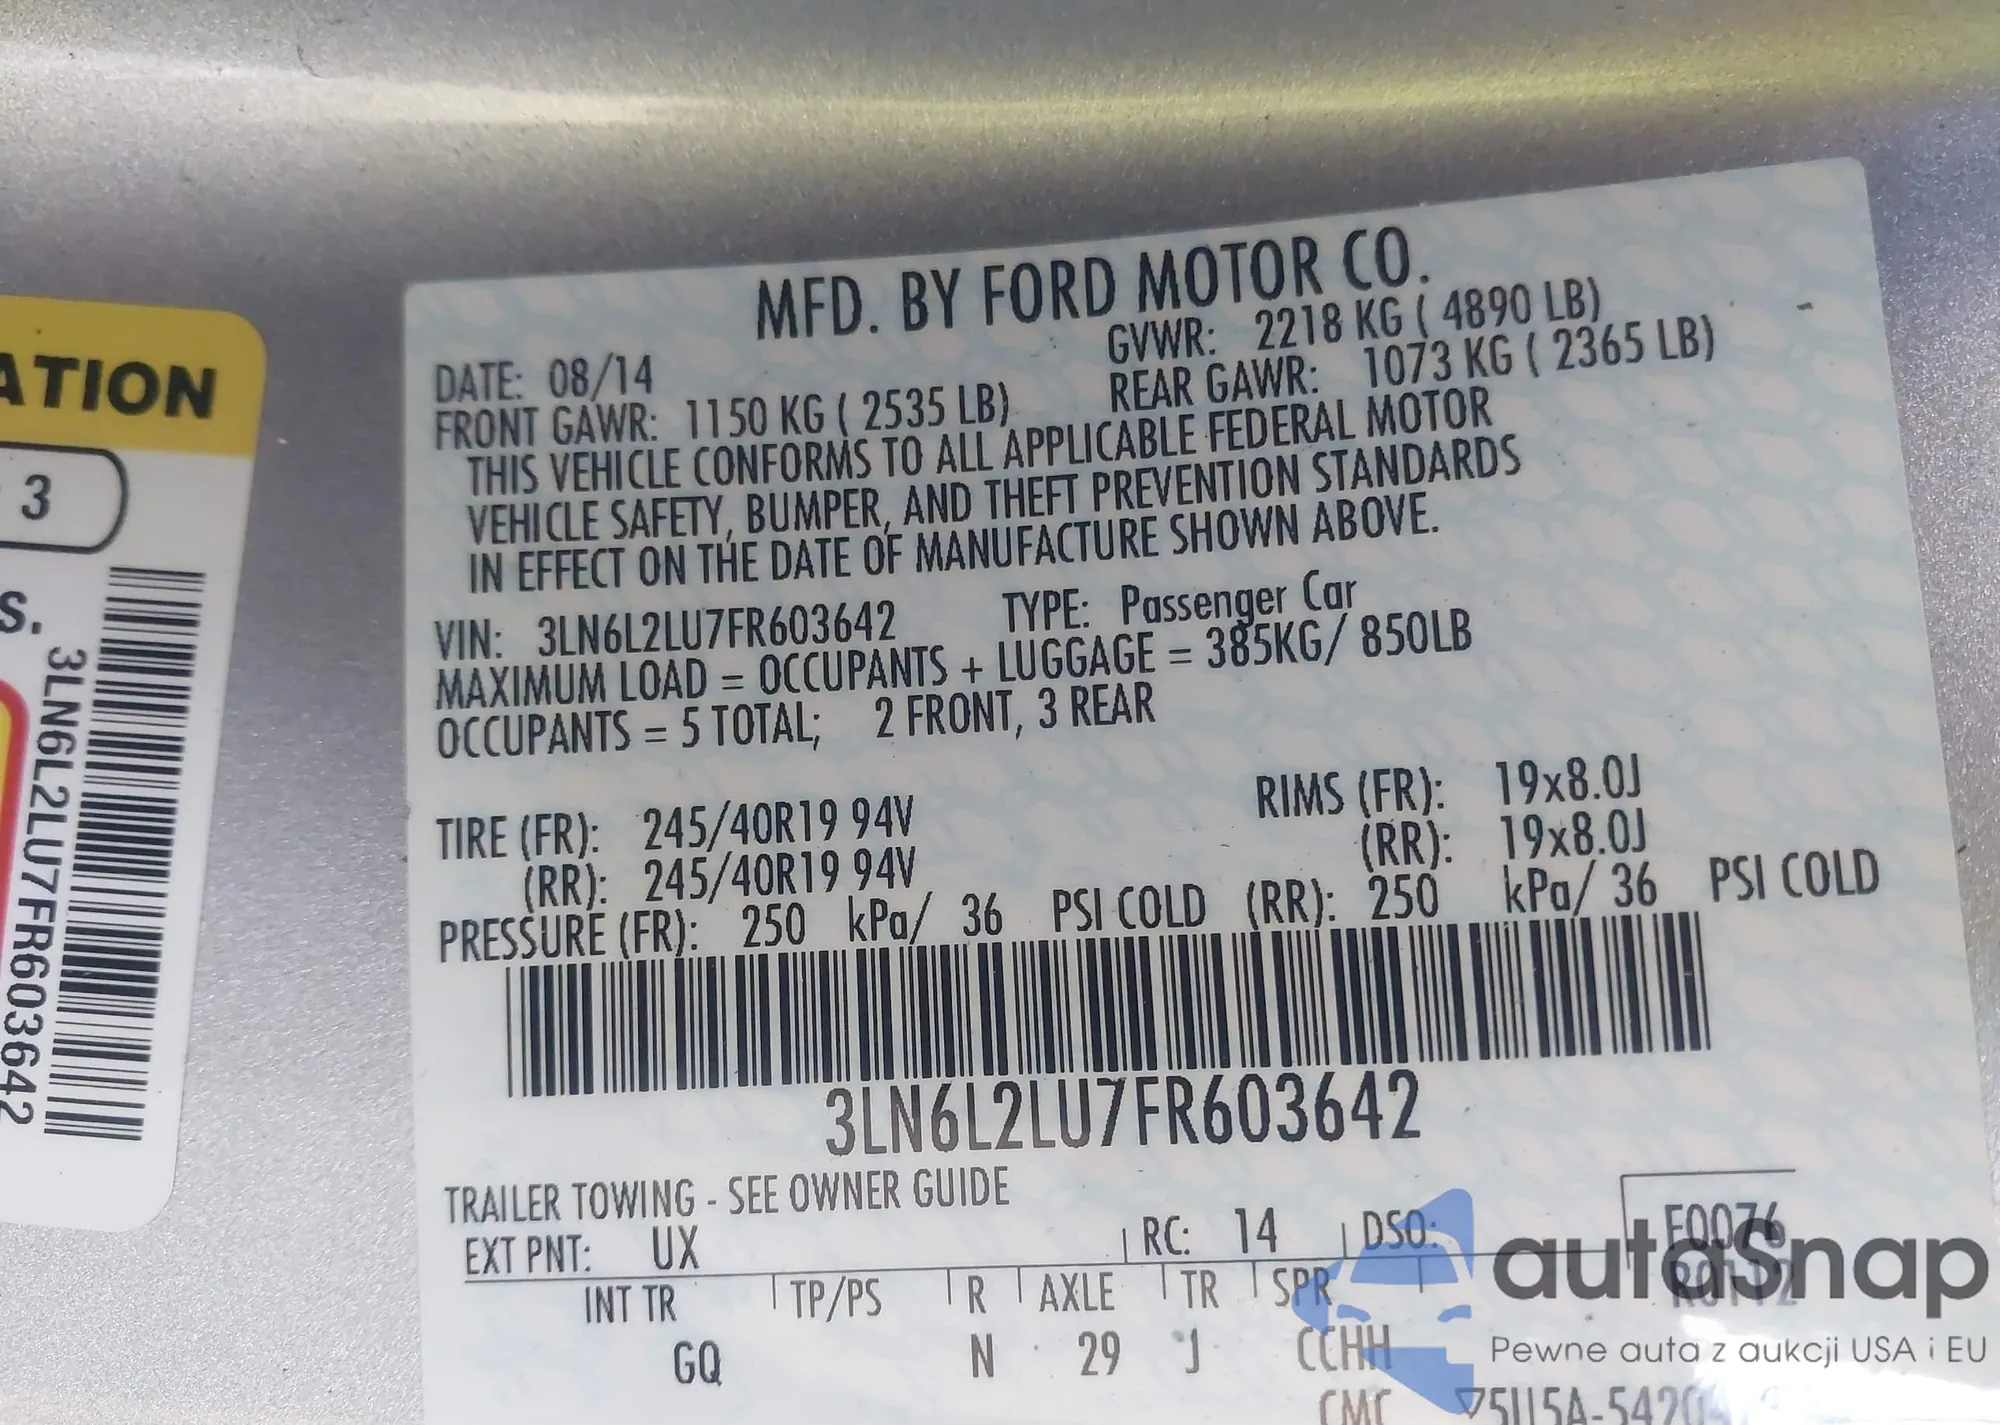 ATION
3
S.
3LN6L2LU7FR603642
MFD. BY FORD MOTOR CO.
DATE: 08/14
GVWR: 2218 KG ( 4890 LB)
FRONT GAWR: 1150 KG ( 2535 LB)
REAR GAWR: 1073 KG ( 2365 LB)
THIS VEHICLE CONFORMS TO ALL APPLICABLE FEDERAL MOTOR
VEHICLE SAFETY, BUMPER, AND THEFT PREVENTION STANDARDS
IN EFFECT ON THE DATE OF MANUFACTURE SHOWN ABOVE.
VIN: 3LN6L2LU7FR603642 TYPE: Passenger Car
MAXIMUM LOAD = OCCUPANTS + LUGGAGE = 385KG/ 850LB
OCCUPANTS = 5 TOTAL; 2 FRONT, 3 REAR
TIRE (FR): 245/40R19 94V RIMS (FR): 19x8.0J
(RR): 245/40R19 94V (RR): 19x8.0J
PRESSURE (FR): 250 kPa/ 36 PSI COLD (RR): 250 kPa/ 36 PSI COLD
3LN6L2LU7FR603642
TRAILER TOWING - SEE OWNER GUIDE
EXT PNT: UX RC: 14 DSO:
INT TR TP/PS R AXLE TR SPR
GQ N 29 J CCHH
autaSnap
Pewne auta z aukcji USA i EU